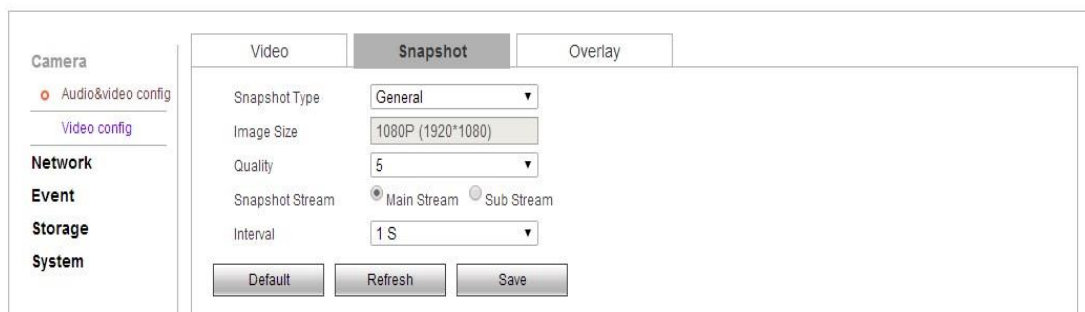 Camera
Audio&video config
Video config
Network
Event
Storage
System
Video Snapshot Overlay
Snapshot Type General
Image Size 1080P (1920*1080)
Quality 5
Snapshot Stream Main Stream Sub Stream
Interval 1 S
Default Refresh Save